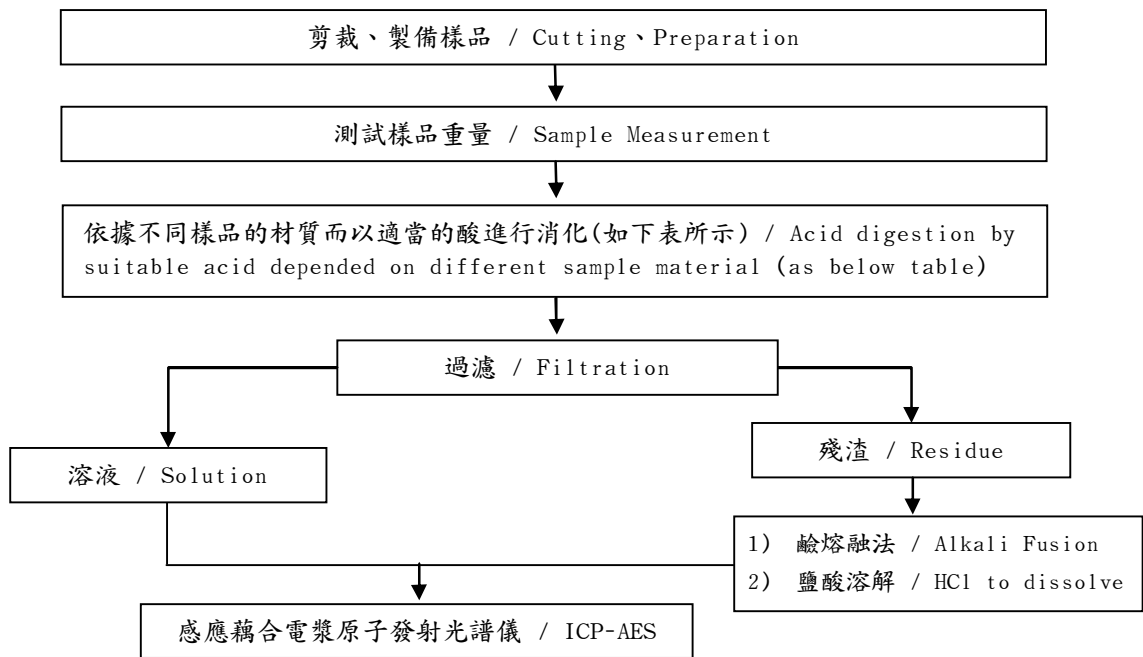 剪裁、製備樣品 / Cutting、Preparation
測試樣品重量 / Sample Measurement
依據不同樣品的材質而以適當的酸進行消化(如下表所示) / Acid digestion by
suitable acid depended on different sample material (as below table)
過濾 / Filtration
溶液 / Solution
殘渣 / Residue
1) 鹼熔融法 / Alkali Fusion
2) 鹽酸溶解 / HCl to dissolve
感應藕合電漿原子發射光譜儀 / ICP-AES